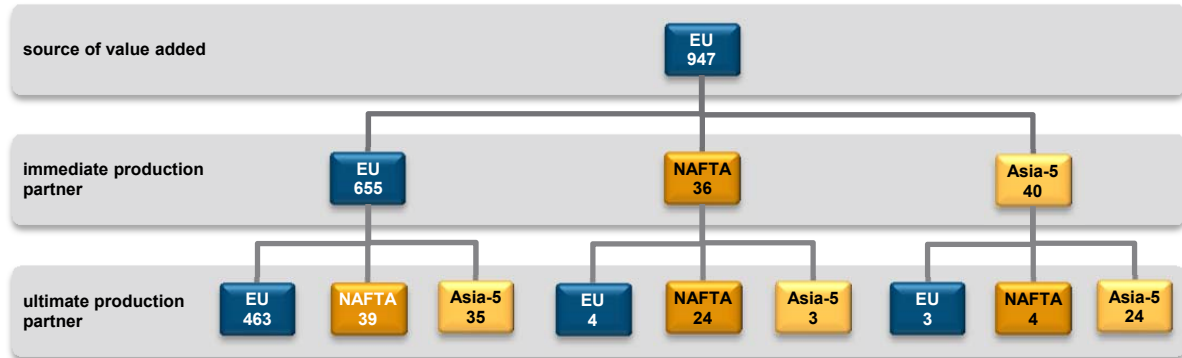 source of value added
EU
947
immediate production
partner
EU
655
NAFTA
36
Asia-5
40
ultimate production
partner
EU
463
NAFTA
39
Asia-5
35
EU
4
NAFTA
24
Asia-5
3
EU
3
NAFTA
4
Asia-5
24